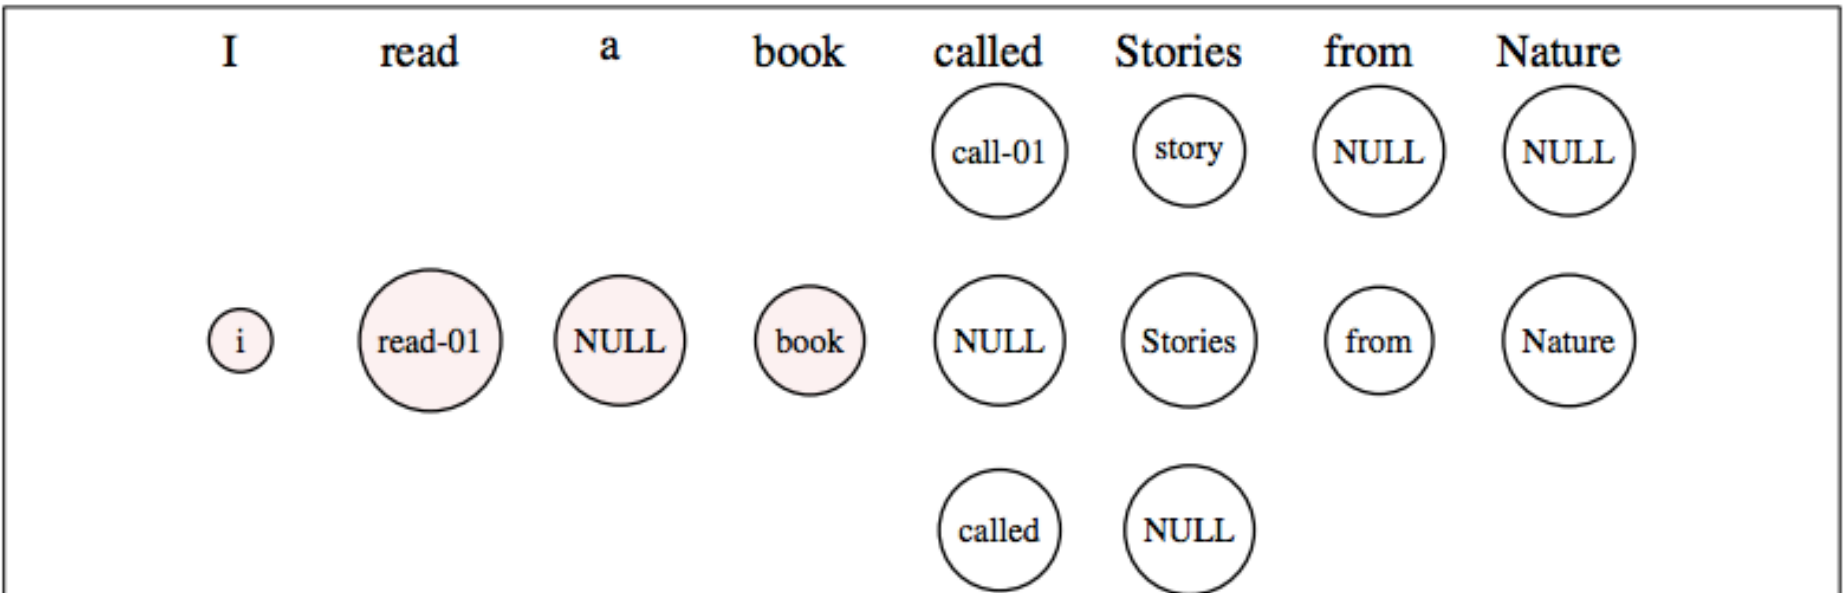 I read a book called Stories from Nature
call-01 story NULL NULL
i read-01 NULL book NULL Stories from Nature
called NULL